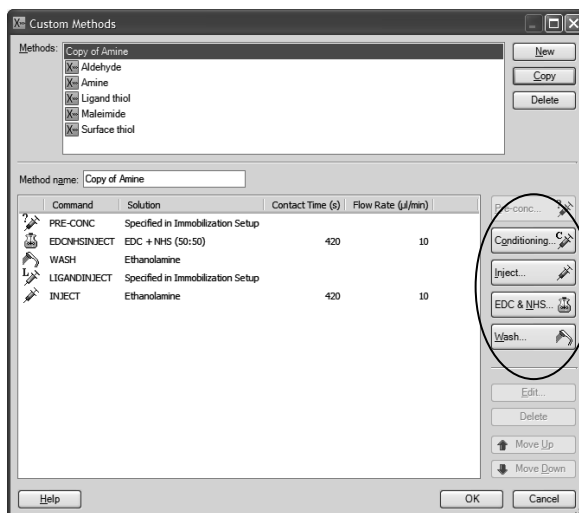 Custom Methods
Methods:
Copy of Amine
Aldehyde
Amine
Ligand thiol
Maleimide
Surface thiol
New
Copy
Delete
Method name: Copy of Amine
Command Solution Contact Time (s) Flow Rate (µl/min)
? PRE-CONC Specified in Immobilization Setup
EDCNHSINJECT EDC + NHS (50:50) 420 10
WASH Ethanolamine
L LIGANDINJECT Specified in Immobilization Setup
INJECT Ethanolamine 420 10
Pre-conc... ?
Conditioning... C
Inject...
EDC & NHS...
Wash...
Edit...
Delete
Move Up
Move Down
Help
OK
Cancel